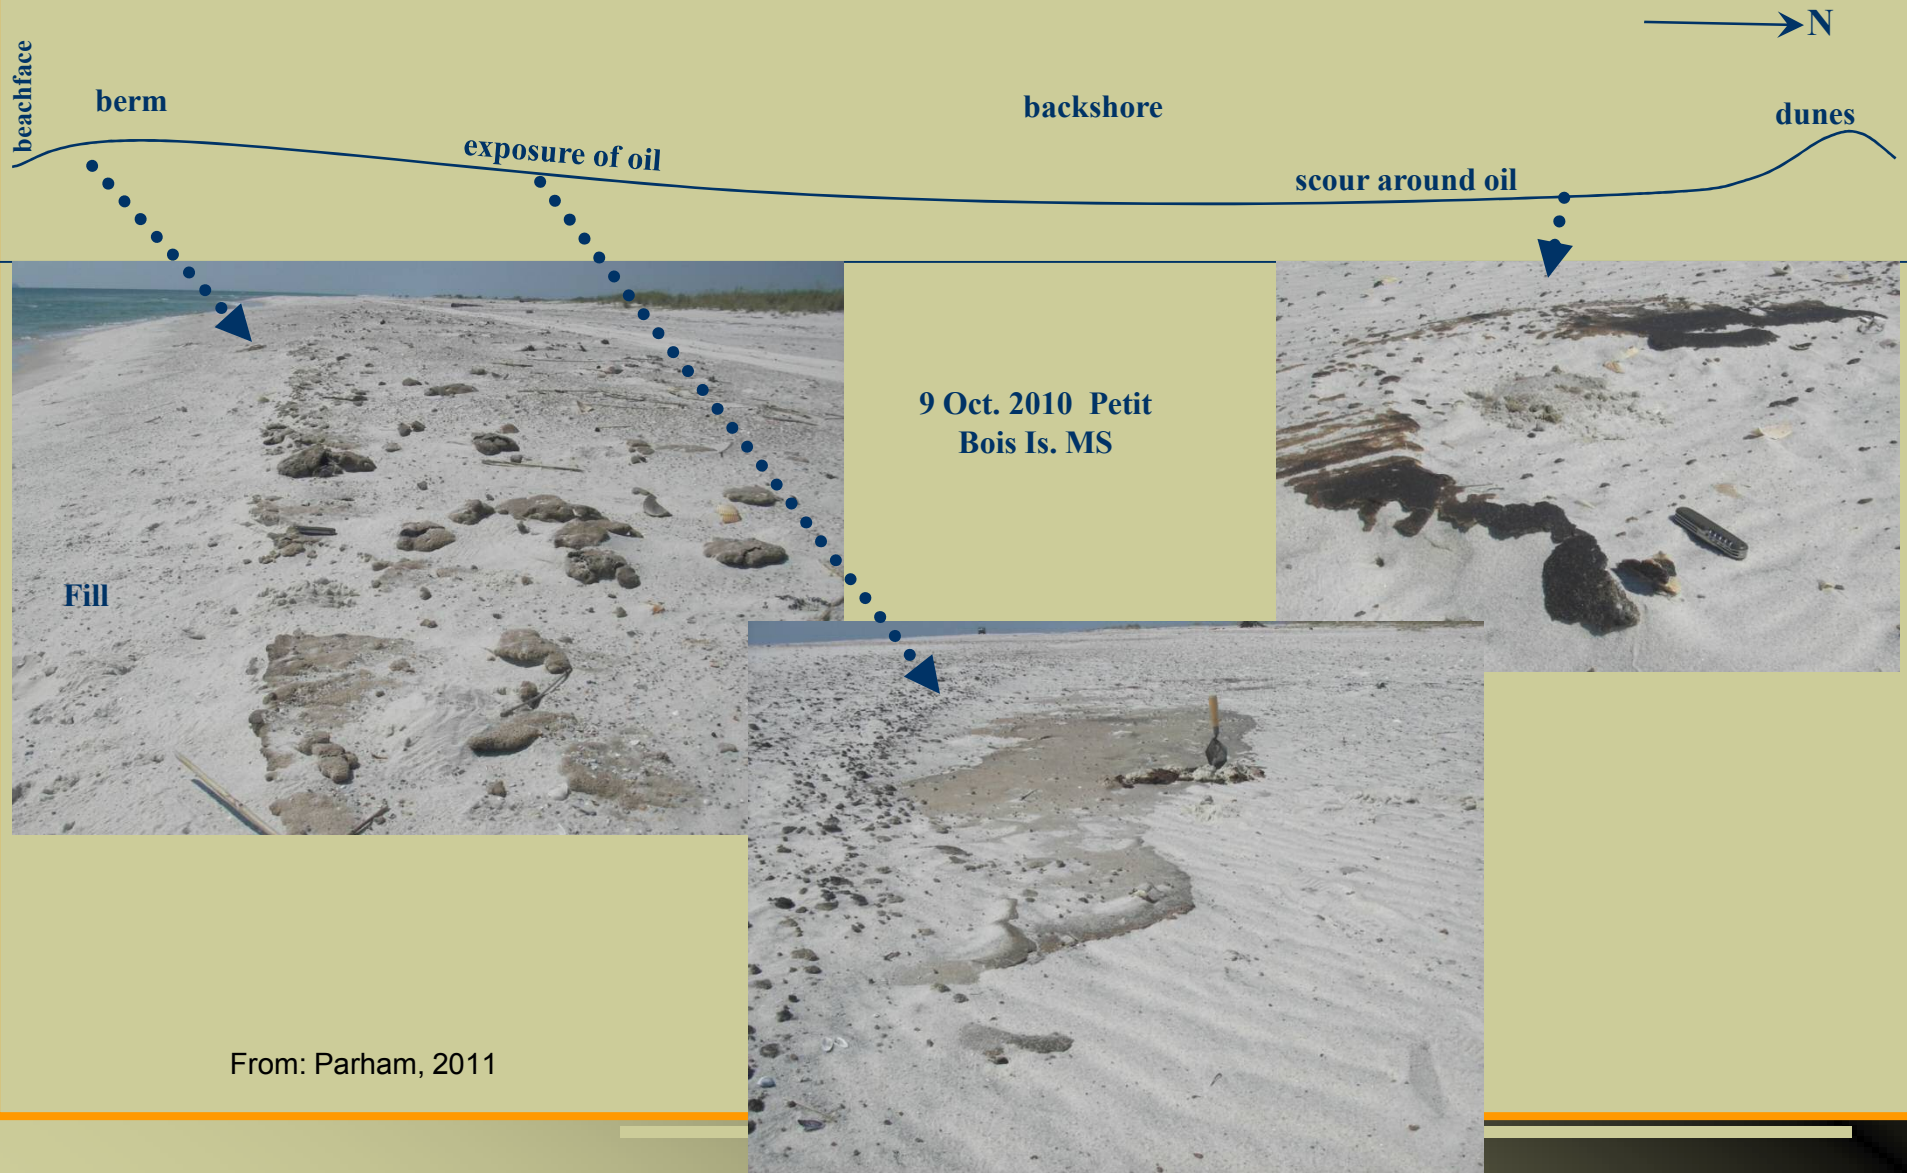 N
beachface
berm
backshore
dunes
exposure of oil
scour around oil
9 Oct. 2010 Petit
Bois Is. MS
Fill
From: Parham, 2011